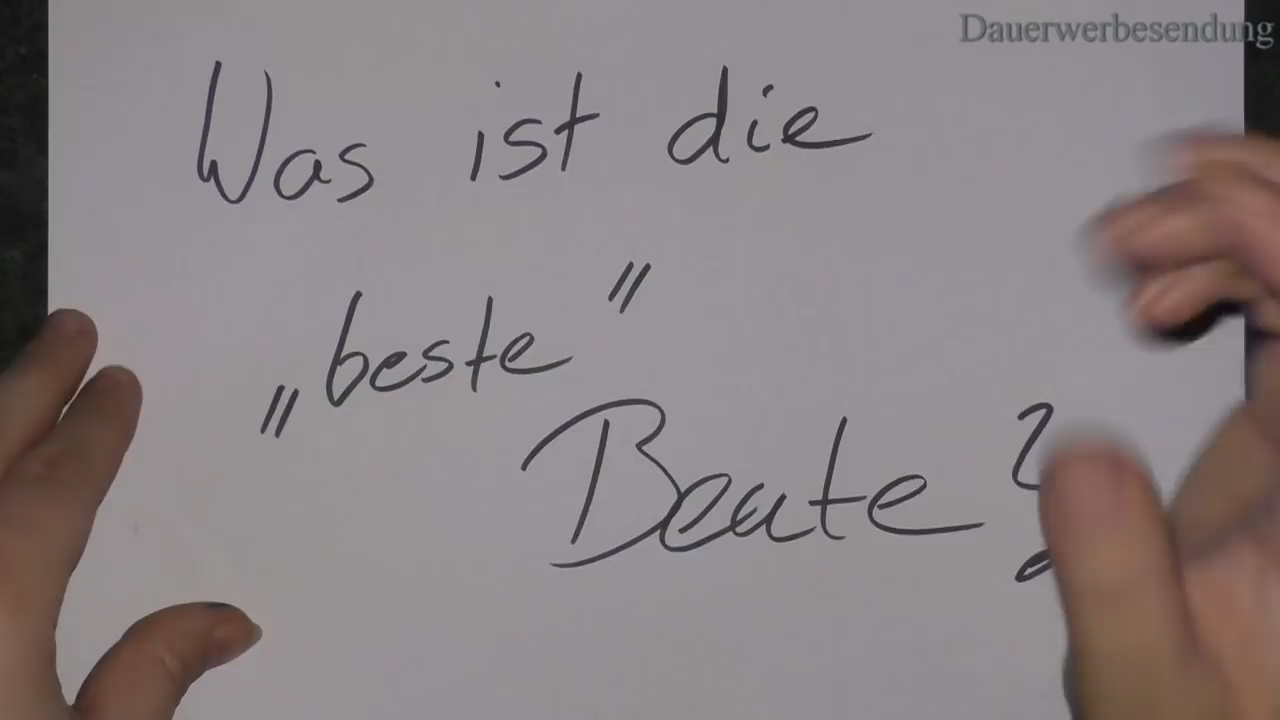 Dauerwerbesendung
Was ist die
„beste"
Beute?